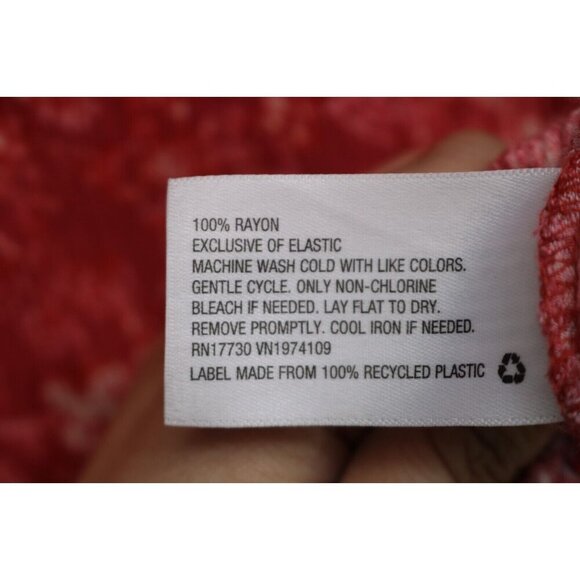 100% RAYON
EXCLUSIVE OF ELASTIC
MACHINE WASH COLD WITH LIKE COLORS.
GENTLE CYCLE. ONLY NON-CHLORINE
BLEACH IF NEEDED. LAY FLAT TO DRY.
REMOVE PROMPTLY. COOL IRON IF NEEDED.
RN17730 VN1974109
LABEL MADE FROM 100% RECYCLED PLASTIC